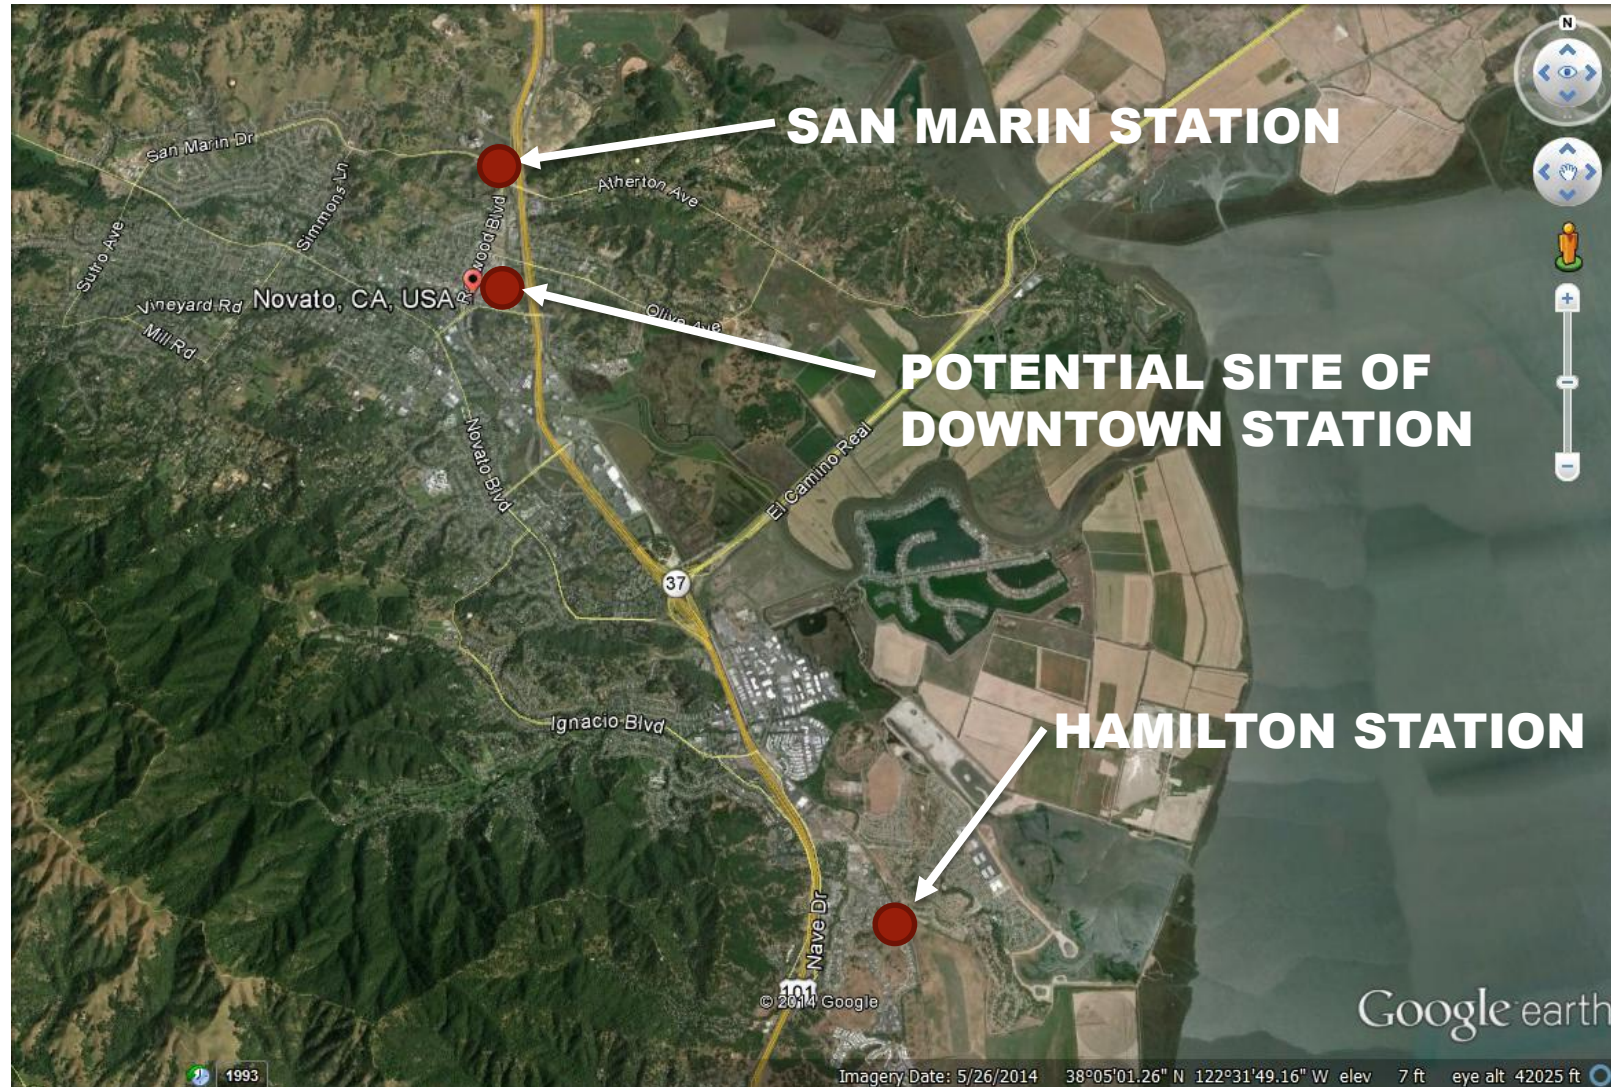 N
SAN MARIN STATION
San Marin Dr
Simmons Ln
Atherton Ave
Sutro Ave
wood Blvd
R
Novato, CA, USA
Vineyard Rd
Mill Rd
Olive Ave
POTENTIAL SITE OF
DOWNTOWN STATION
Novato Blvd
El Camino Real
37
Ignacio Blvd
HAMILTON STATION
Nave Dr
101
© 2014 Google
Google earth
1993
Imagery Date: 5/26/2014 38°05'01.26" N 122°31'49.16" W elev 7 ft eye alt 42025 ft